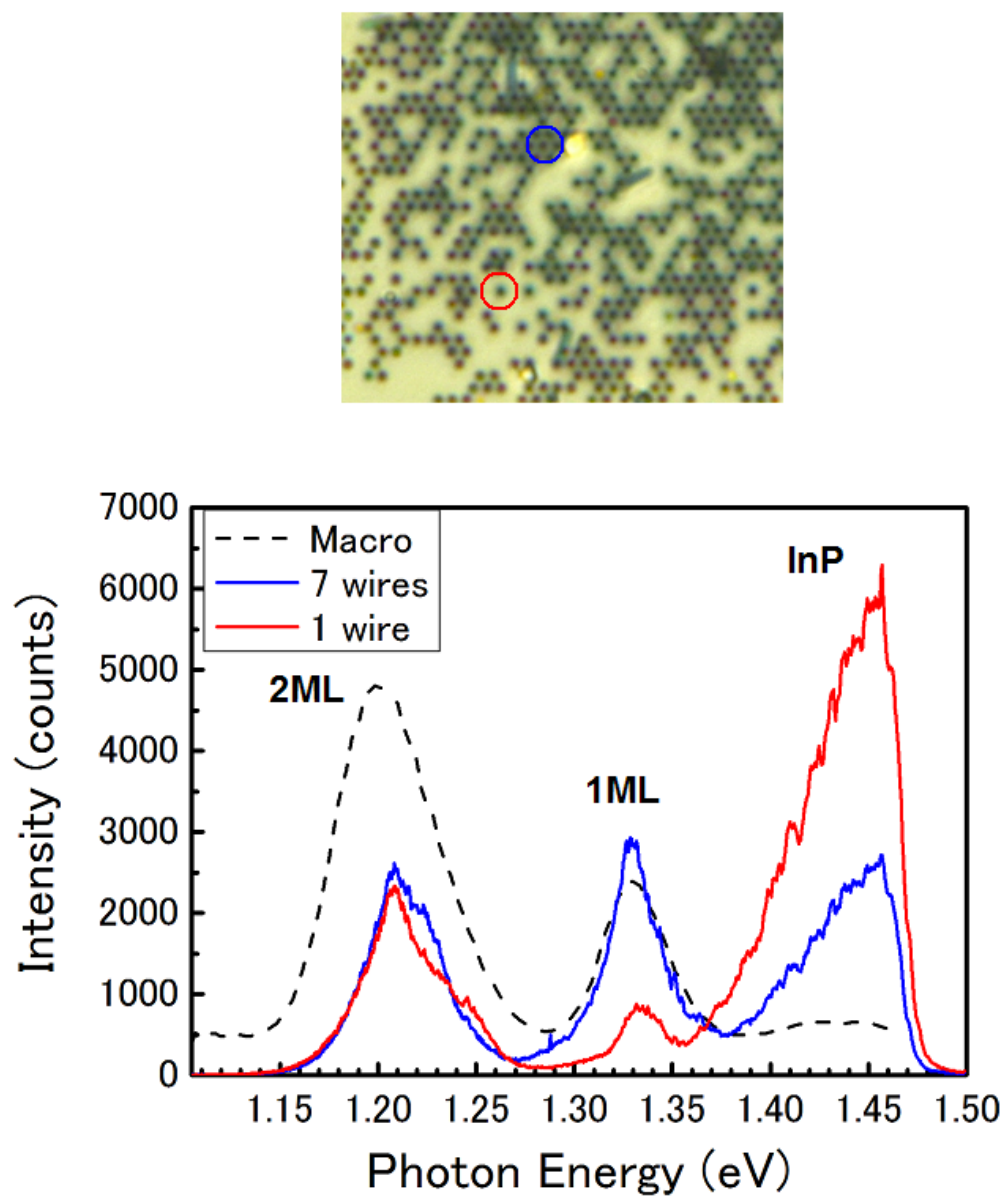 7000
6000
5000
4000
3000
2000
1000
0
Intensity (counts)
Macro
7 wires
1 wire
2ML
1ML
InP
1.15 1.20 1.25 1.30 1.35 1.40 1.45 1.50
Photon Energy (eV)